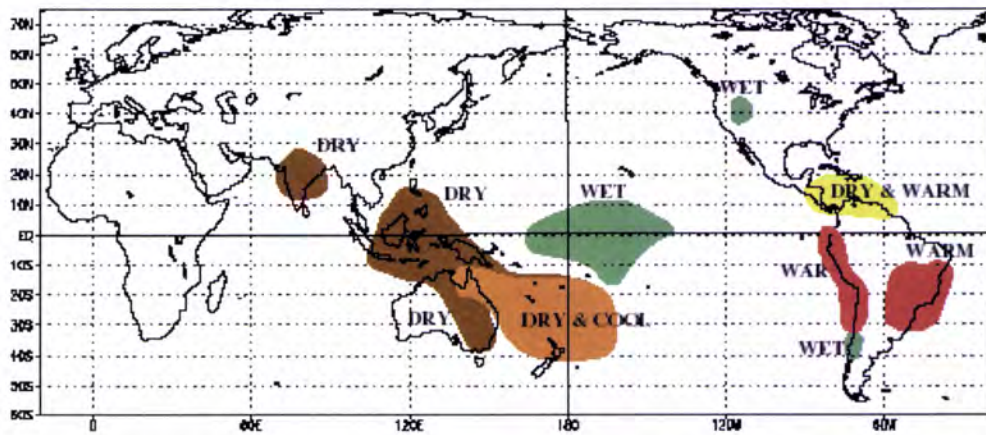 70N
60N
WET
50N
40N
DRY
30N
20N
DRY
WET
DRY & WARM
10N
EQ
WARM
10S
WAR
20S
DRY
DRY & COOL
30S
WET
40S
50S
60S
0
60E
120E
180
120W
60W